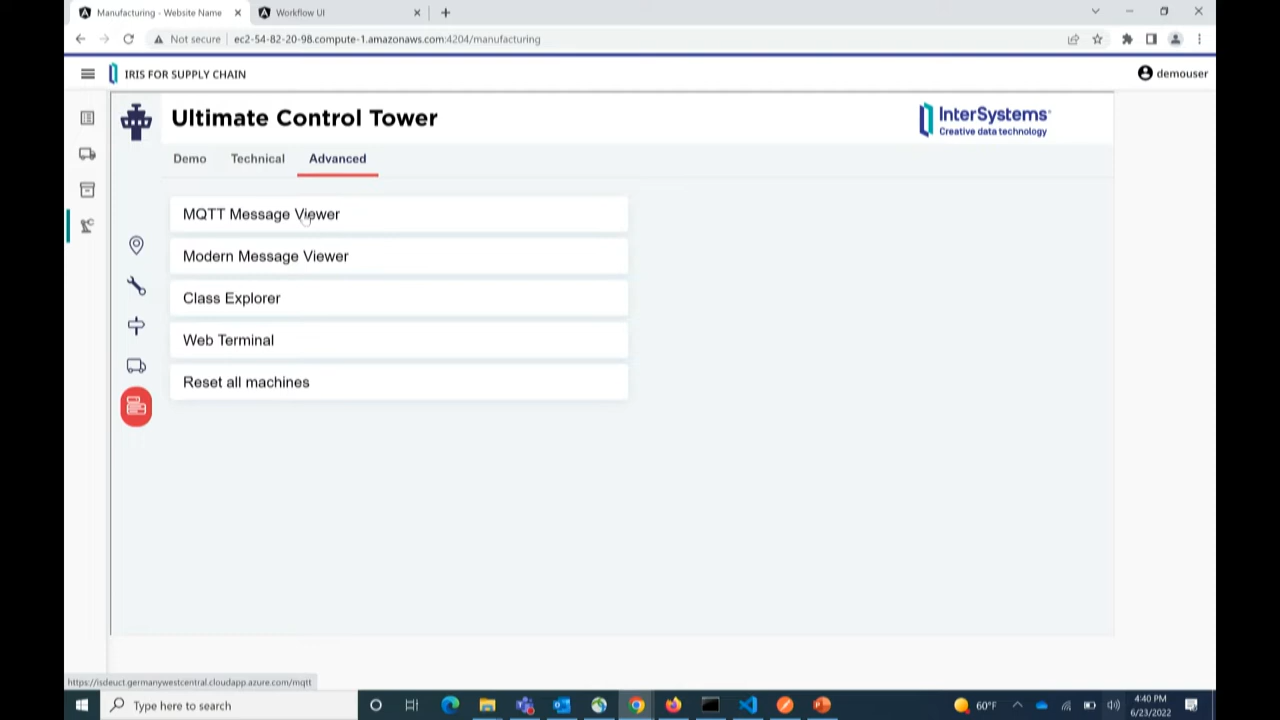 Manufacturing - Website Name
Workflow UI
Not secure
ec2-54-82-20-98.compute-1.amazonaws.com:4204/manufacturing
IRIS FOR SUPPLY CHAIN
demouser
Ultimate Control Tower
InterSystems
Creative data technology
Demo
Technical
Advanced
MQTT Message Viewer
Modern Message Viewer
Class Explorer
Web Terminal
Reset all machines
https://isdeuct.germanywestcentral.cloudapp.azure.com/mqtt
Type here to search
60°F
4:40 PM
6/23/2022